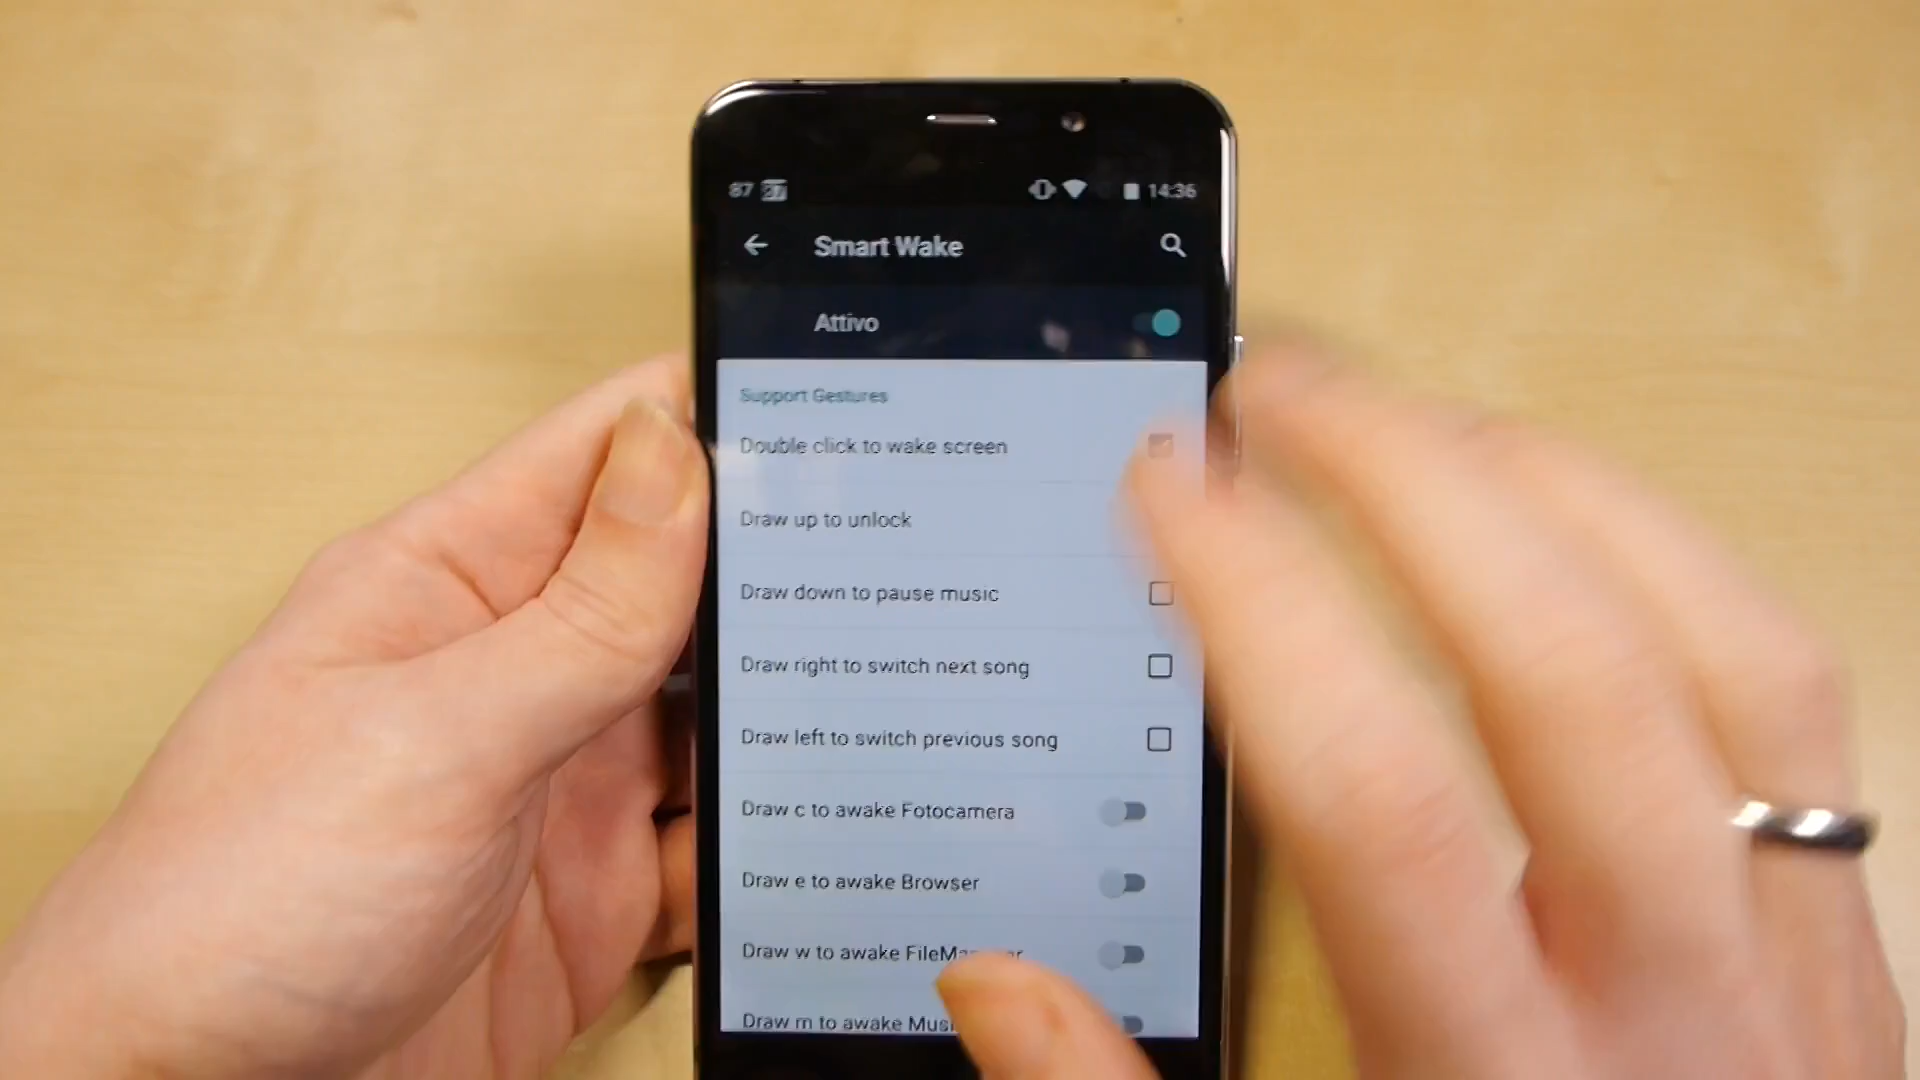 87 87 14:36
Smart Wake
Attivo
Support Gestures
Double click to wake screen
Draw up to unlock
Draw down to pause music
Draw right to switch next song
Draw left to switch previous song
Draw c to awake Fotocamera
Draw e to awake Browser
Draw w to awake
Draw m to awake